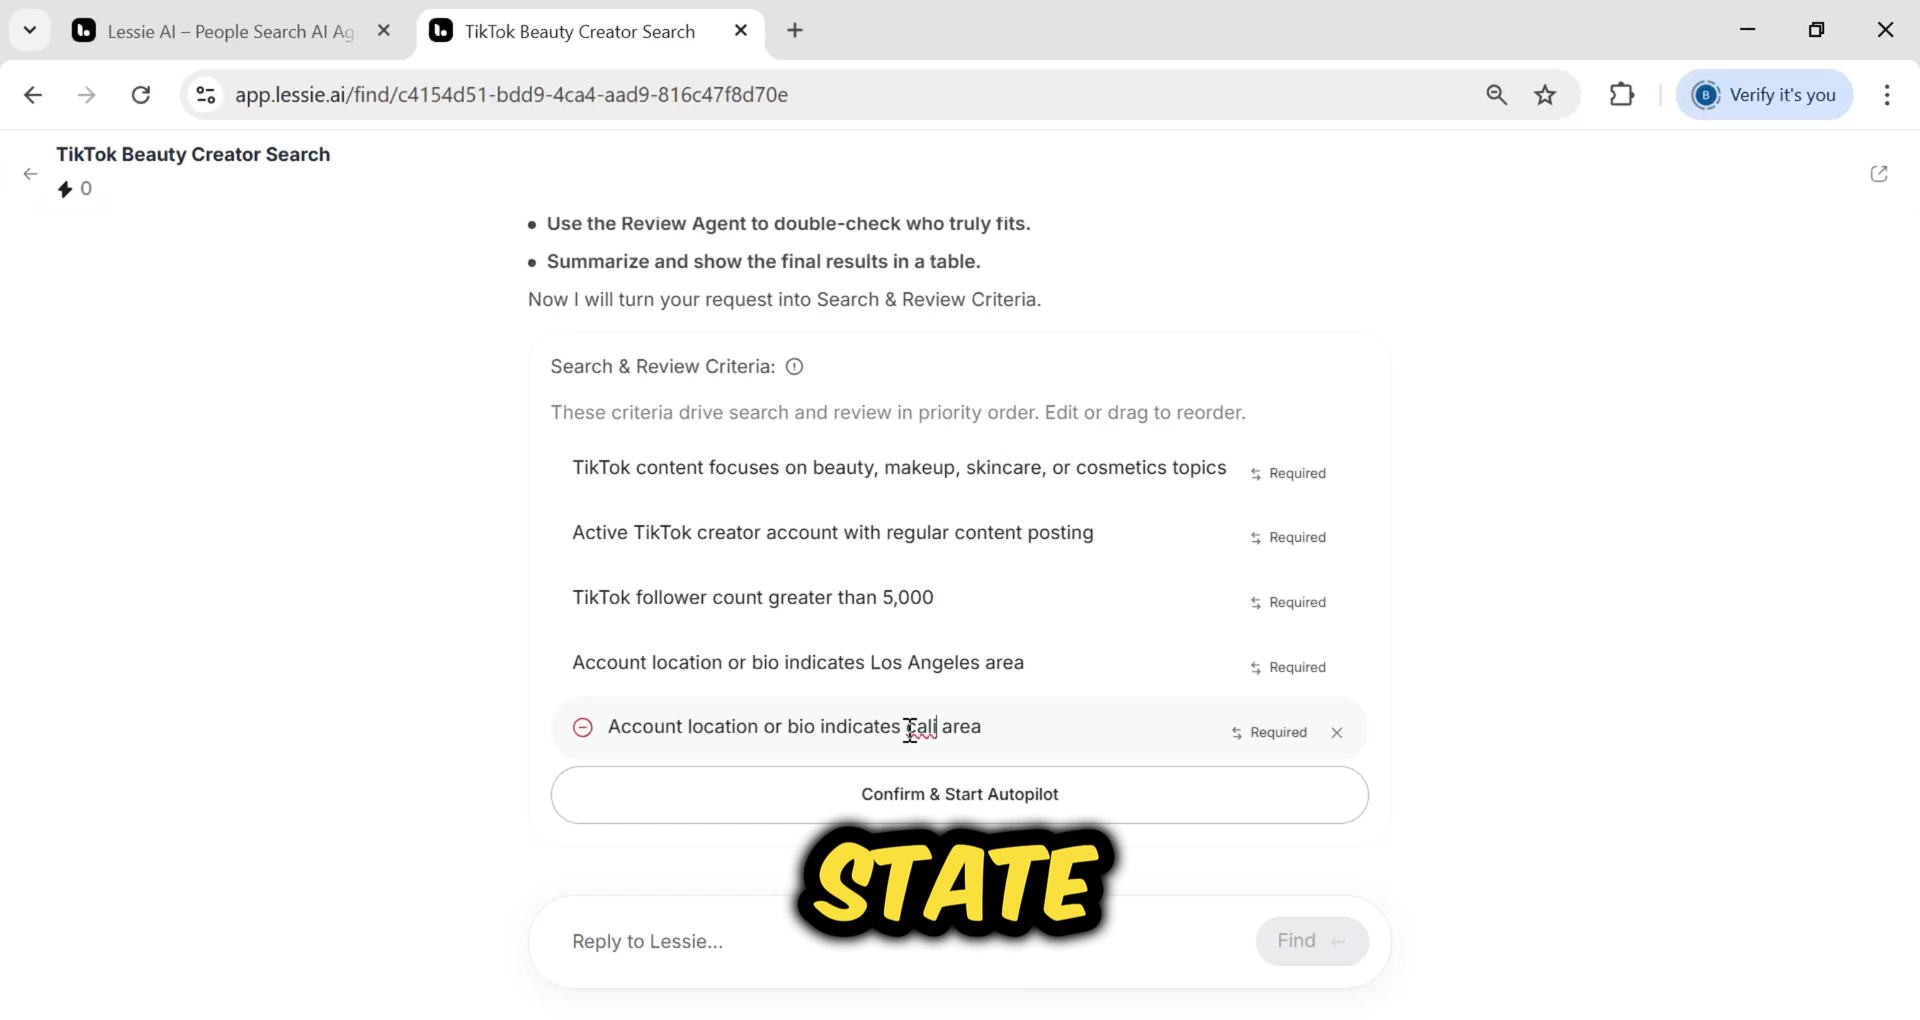 Lessie AI – People Search AI Ag
TikTok Beauty Creator Search
app.lessie.ai/find/c4154d51-bdd9-4ca4-aad9-816c47f8d70e
B
Verify it's you
TikTok Beauty Creator Search
0
• Use the Review Agent to double-check who truly fits.
• Summarize and show the final results in a table.
Now I will turn your request into Search & Review Criteria.
Search & Review Criteria:
These criteria drive search and review in priority order. Edit or drag to reorder.
TikTok content focuses on beauty, makeup, skincare, or cosmetics topics Required
Active TikTok creator account with regular content posting Required
TikTok follower count greater than 5,000 Required
Account location or bio indicates Los Angeles area Required
Account location or bio indicates cali area Required
Confirm & Start Autopilot
STATE
Reply to Lessie...
Find